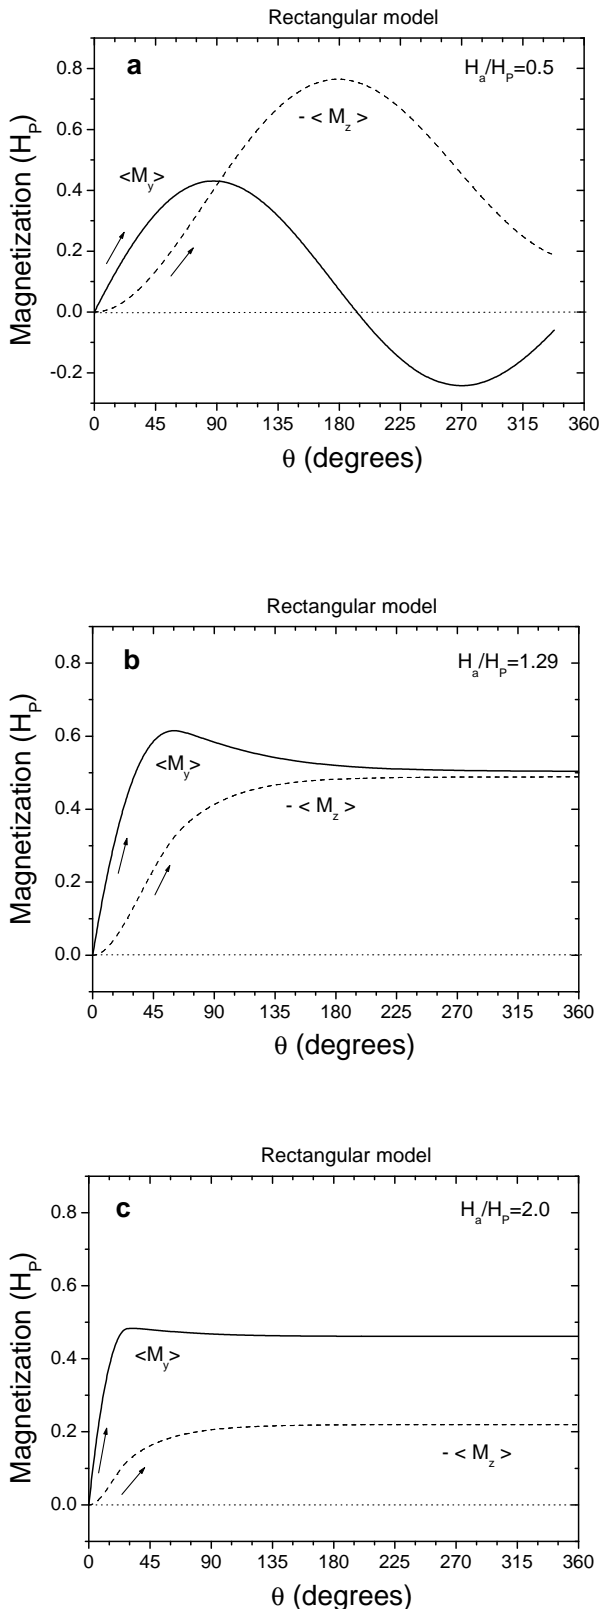 Rectangular model
a
H_a/H_P=0.5
0.8
0.6
0.4
0.2
0.0
-0.2
Magnetization (H_P)
- < M_z >
<M_y>
0 45 90 135 180 225 270 315 360
θ (degrees)
Rectangular model
b
H_a/H_P=1.29
0.8
0.6
0.4
0.2
0.0
Magnetization (H_P)
<M_y>
- < M_z >
0 45 90 135 180 225 270 315 360
θ (degrees)
Rectangular model
c
H_a/H_P=2.0
0.8
0.6
0.4
0.2
0.0
Magnetization (H_P)
<M_y>
- < M_z >
0 45 90 135 180 225 270 315 360
θ (degrees)